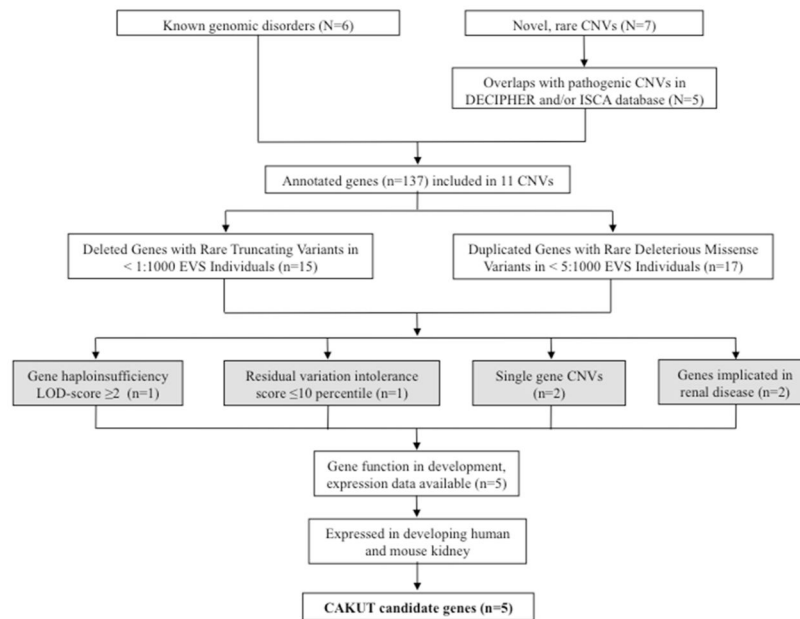 Known genomic disorders (N=6)
Novel, rare CNVs (N=7)
Overlaps with pathogenic CNVs in
DECIPHER and/or ISCA database (N=5)
Annotated genes (n=137) included in 11 CNVs
Deleted Genes with Rare Truncating Variants in
< 1:1000 EVS Individuals (n=15)
Duplicated Genes with Rare Deleterious Missense
Variants in < 5:1000 EVS Individuals (n=17)
Gene haploinsufficiency
LOD-score ≥2 (n=1)
Residual variation intolerance
score ≤10 percentile (n=1)
Single gene CNVs
(n=2)
Genes implicated in
renal disease (n=2)
Gene function in development,
expression data available (n=5)
Expressed in developing human
and mouse kidney
CAKUT candidate genes (n=5)